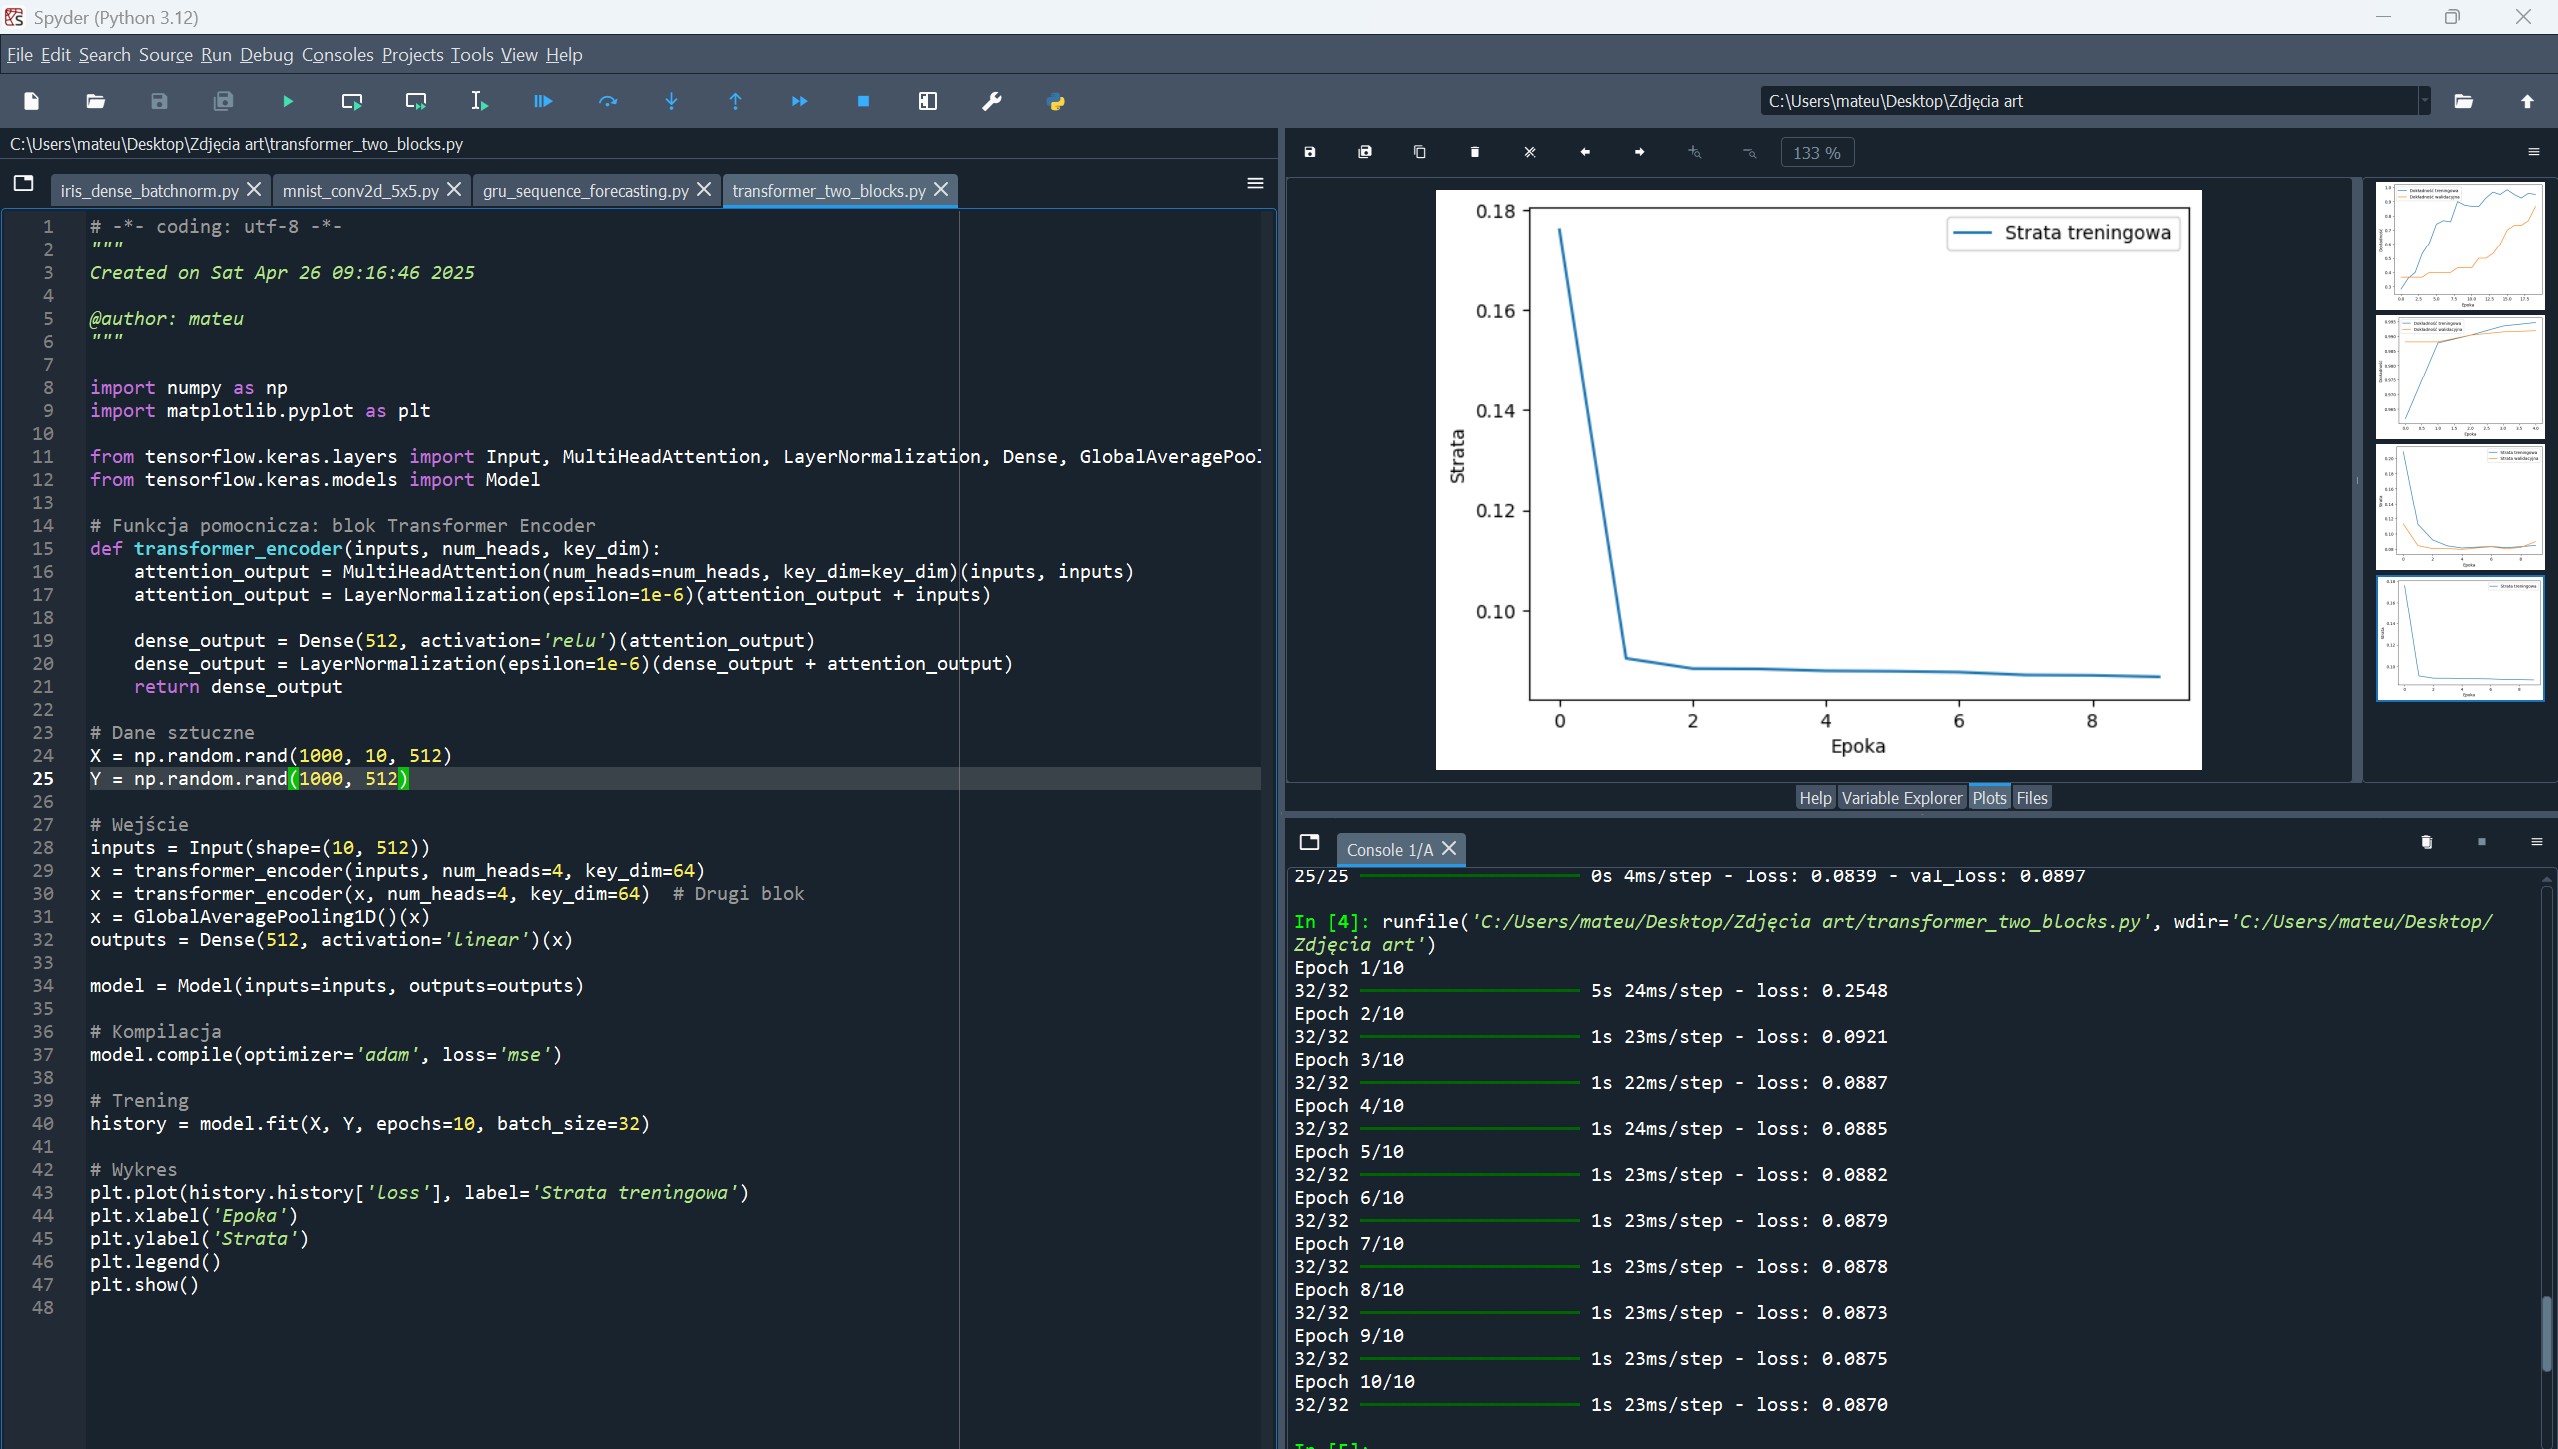 Spyder (Python 3.12)
File Edit Search Source Run Debug Consoles Projects Tools View Help
C:\Users\mateu\Desktop\Zdjęcia art
C:\Users\mateu\Desktop\Zdjęcia art\transformer_two_blocks.py
iris_dense_batchnorm.py mnist_conv2d_5x5.py gru_sequence_forecasting.py transformer_two_blocks.py
1 # -*- coding: utf-8 -*-
2 """
3 Created on Sat Apr 26 09:16:46 2025
4
5 @author: mateu
6 """
7
8 import numpy as np
9 import matplotlib.pyplot as plt
10
11 from tensorflow.keras.layers import Input, MultiHeadAttention, LayerNormalization, Dense, GlobalAveragePool
12 from tensorflow.keras.models import Model
13
14 # Funkcja pomocnicza: blok Transformer Encoder
15 def transformer_encoder(inputs, num_heads, key_dim):
16 attention_output = MultiHeadAttention(num_heads=num_heads, key_dim=key_dim)(inputs, inputs)
17 attention_output = LayerNormalization(epsilon=1e-6)(attention_output + inputs)
18
19 dense_output = Dense(512, activation='relu')(attention_output)
20 dense_output = LayerNormalization(epsilon=1e-6)(dense_output + attention_output)
21 return dense_output
22
23 # Dane sztuczne
24 X = np.random.rand(1000, 10, 512)
25 Y = np.random.rand(1000, 512)
26
27 # Wejście
28 inputs = Input(shape=(10, 512))
29 x = transformer_encoder(inputs, num_heads=4, key_dim=64)
30 x = transformer_encoder(x, num_heads=4, key_dim=64) # Drugi blok
31 x = GlobalAveragePooling1D()(x)
32 outputs = Dense(512, activation='linear')(x)
33
34 model = Model(inputs=inputs, outputs=outputs)
35
36 # Kompilacja
37 model.compile(optimizer='adam', loss='mse')
38
39 # Trening
40 history = model.fit(X, Y, epochs=10, batch_size=32)
41
42 # Wykres
43 plt.plot(history.history['loss'], label='Strata treningowa')
44 plt.xlabel('Epoka')
45 plt.ylabel('Strata')
46 plt.legend()
47 plt.show()
48
133 %
Strata treningowa
0.18
0.16
0.14
0.12
0.10
Strata
0 2 4 6 8
Epoka
Help Variable Explorer Plots Files
Console 1/A
25/25 0s 4ms/step - loss: 0.0839 - val_loss: 0.0897
In [4]: runfile('C:/Users/mateu/Desktop/Zdjęcia art/transformer_two_blocks.py', wdir='C:/Users/mateu/Desktop/
Zdjęcia art')
Epoch 1/10
32/32 5s 24ms/step - loss: 0.2548
Epoch 2/10
32/32 1s 23ms/step - loss: 0.0921
Epoch 3/10
32/32 1s 22ms/step - loss: 0.0887
Epoch 4/10
32/32 1s 24ms/step - loss: 0.0885
Epoch 5/10
32/32 1s 23ms/step - loss: 0.0882
Epoch 6/10
32/32 1s 23ms/step - loss: 0.0879
Epoch 7/10
32/32 1s 23ms/step - loss: 0.0878
Epoch 8/10
32/32 1s 23ms/step - loss: 0.0873
Epoch 9/10
32/32 1s 23ms/step - loss: 0.0875
Epoch 10/10
32/32 1s 23ms/step - loss: 0.0870
In [5]: